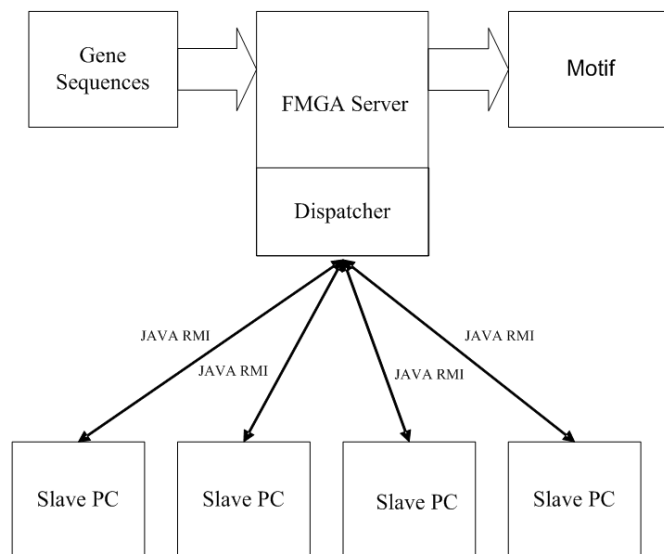 Gene
Sequences
FMGA Server
Motif
Dispatcher
JAVA RMI
JAVA RMI
JAVA RMI
JAVA RMI
Slave PC
Slave PC
Slave PC
Slave PC